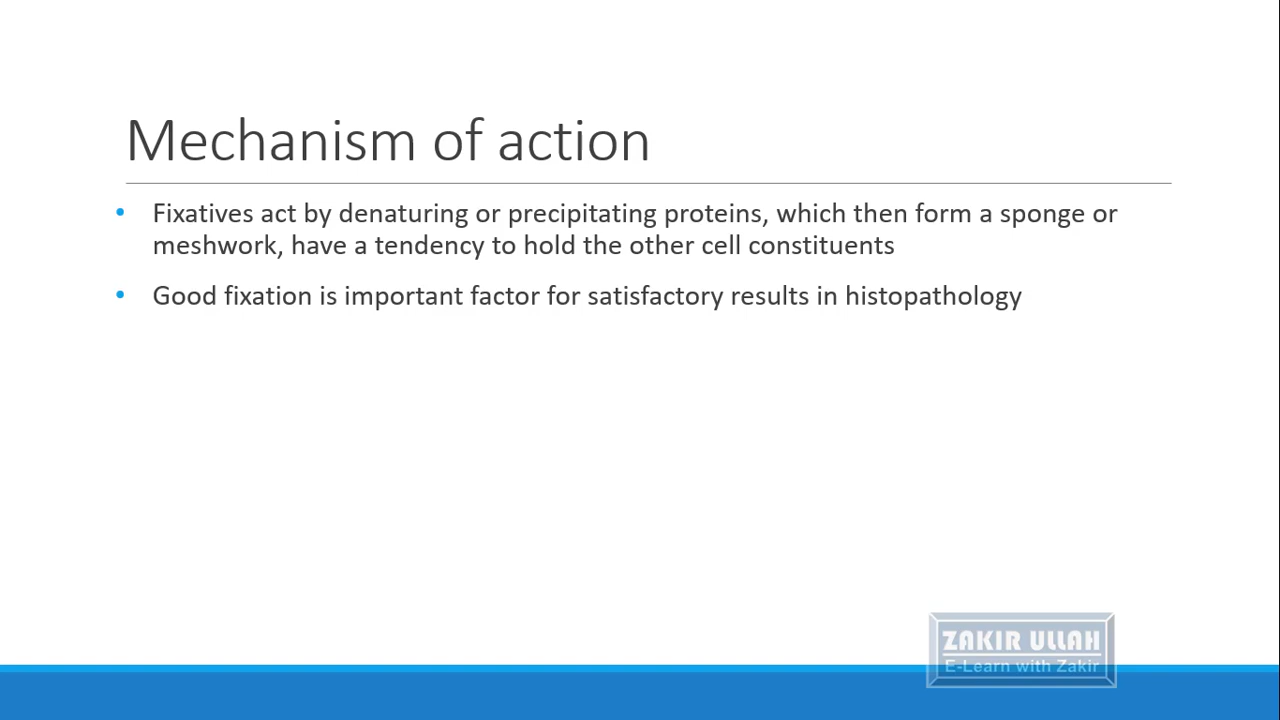 Mechanism of action
• Fixatives act by denaturing or precipitating proteins, which then form a sponge or
meshwork, have a tendency to hold the other cell constituents
• Good fixation is important factor for satisfactory results in histopathology
ZAKIR ULLAH
E-Learn with Zakir